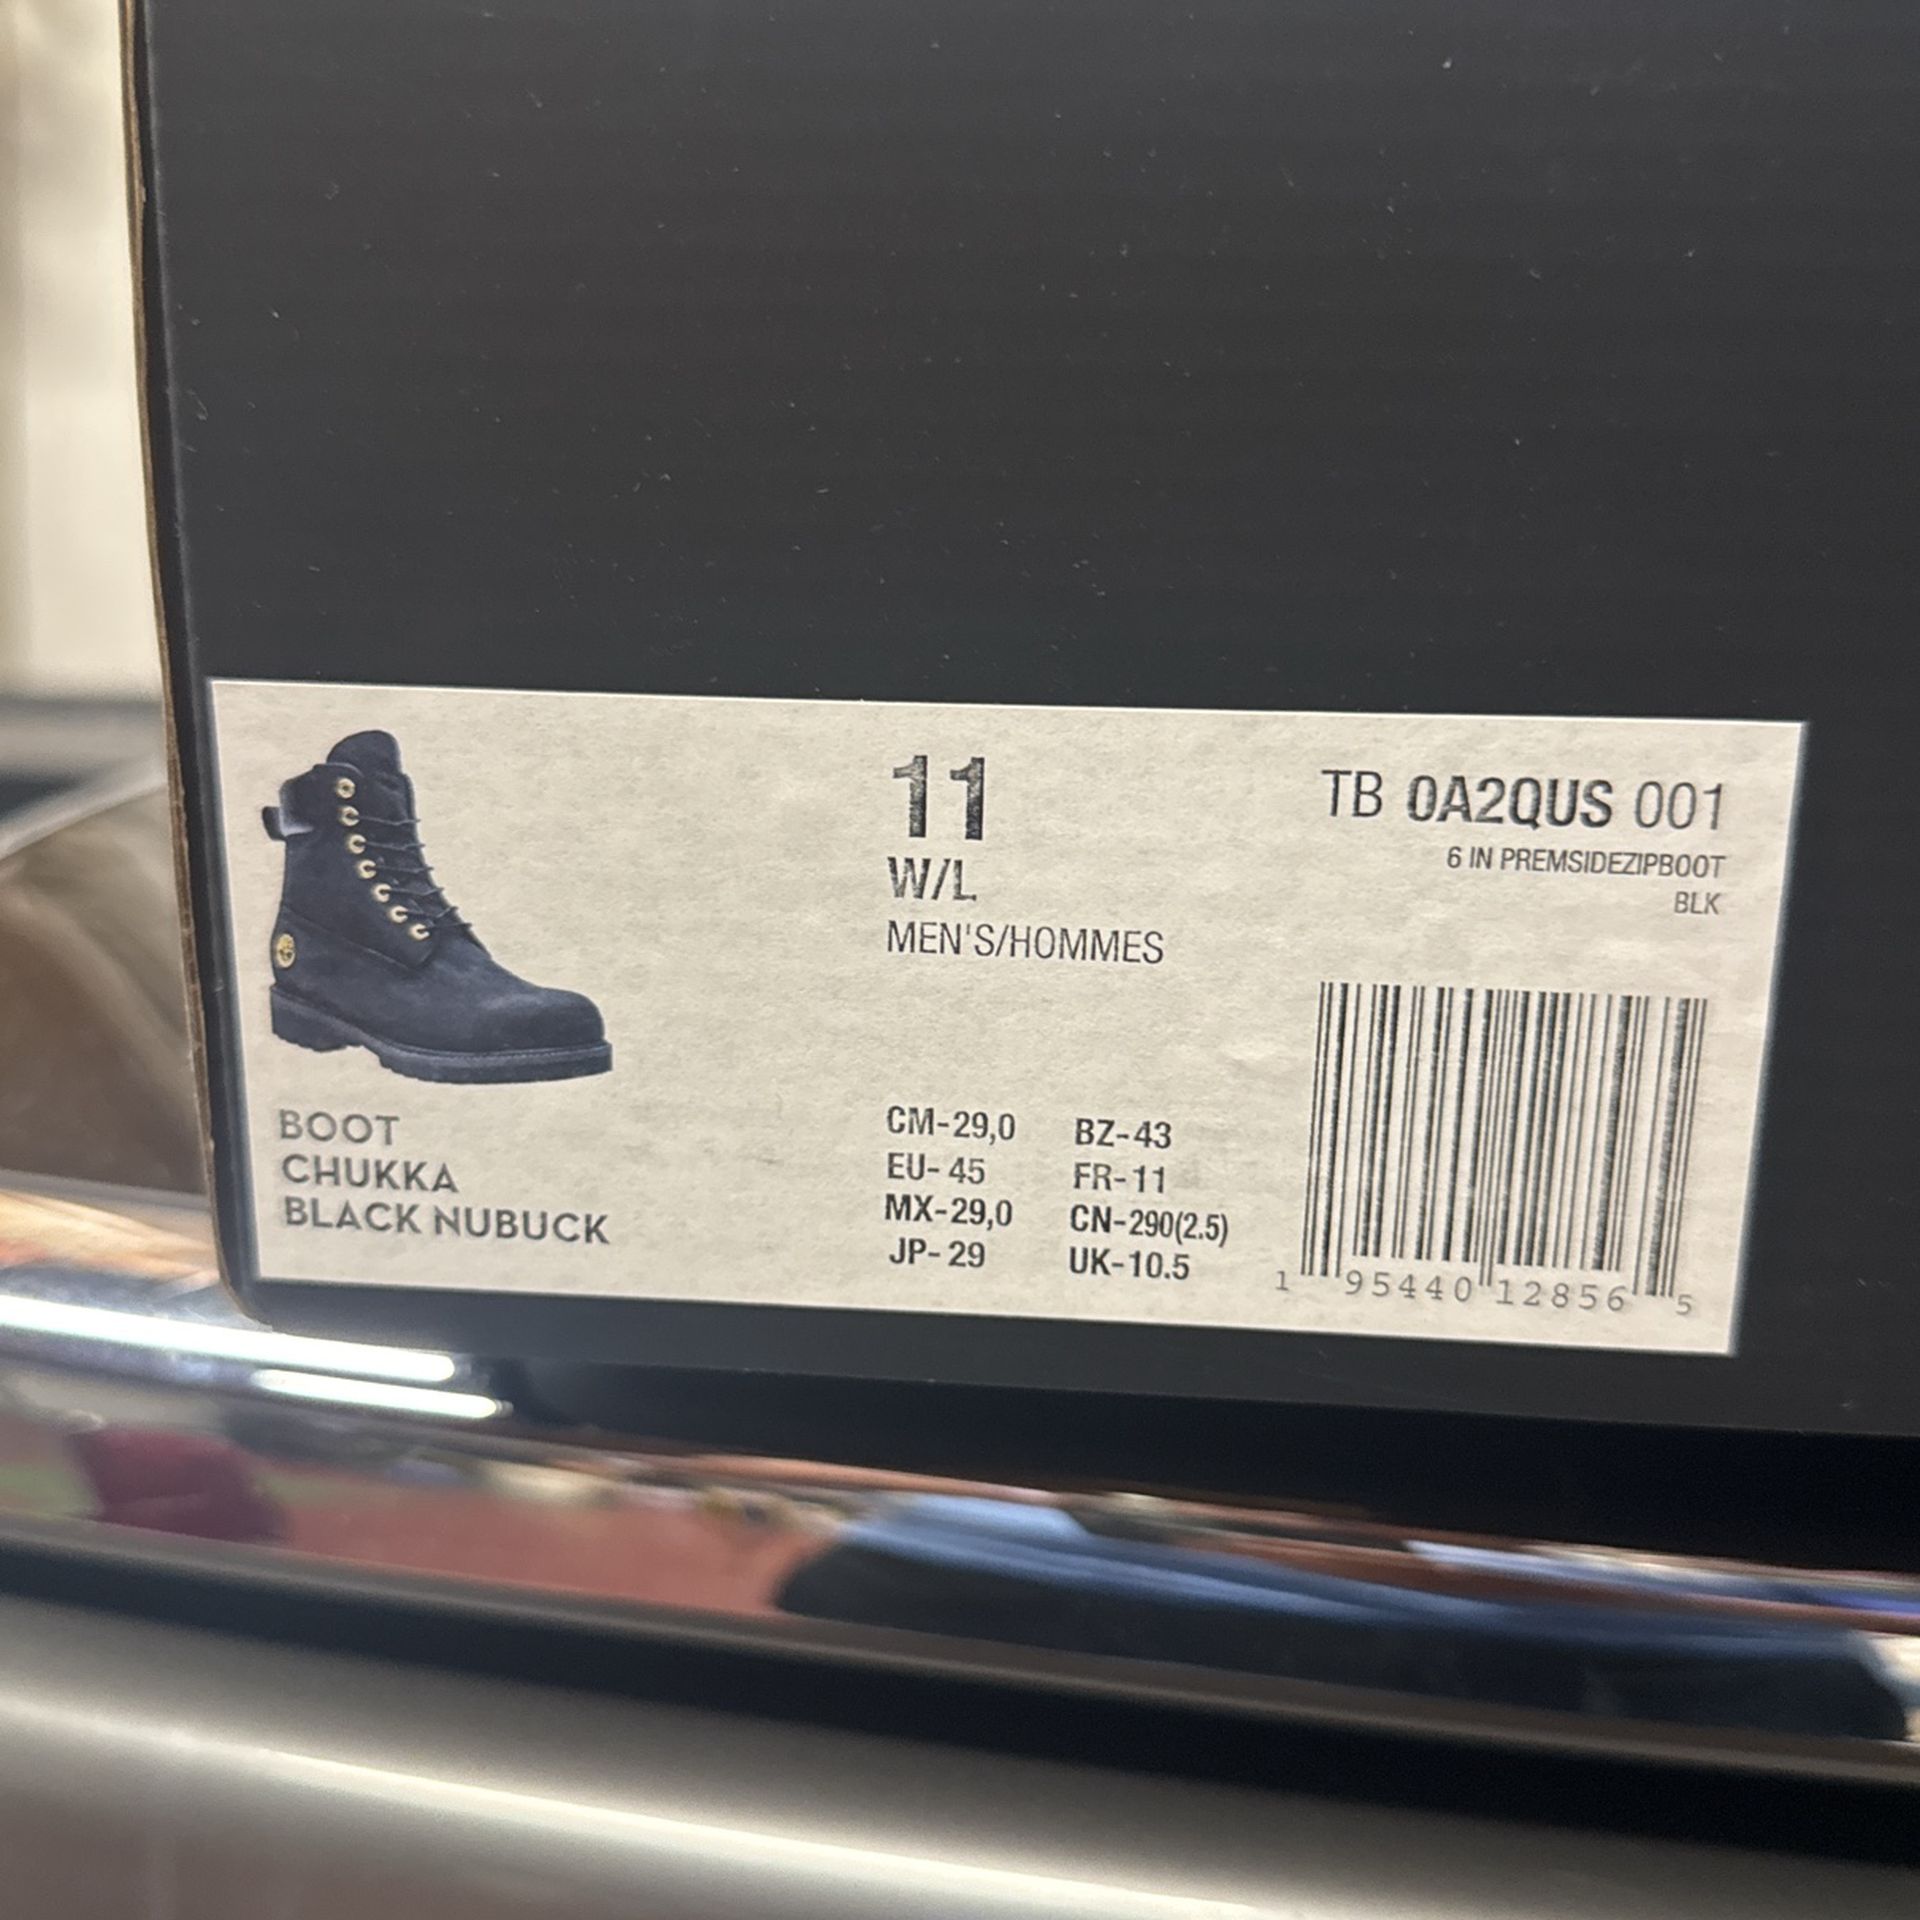 11
W/L
MEN'S/HOMMES
TB 0A2QUS 001
6 IN PREMSIDEZIPBOOT
BLK
BOOT
CHUKKA
BLACK NUBUCK
CM-29,0 BZ-43
EU-45 FR-11
MX-29,0 CN-290(2.5)
JP-29 UK-10.5
1 95440 12856 5